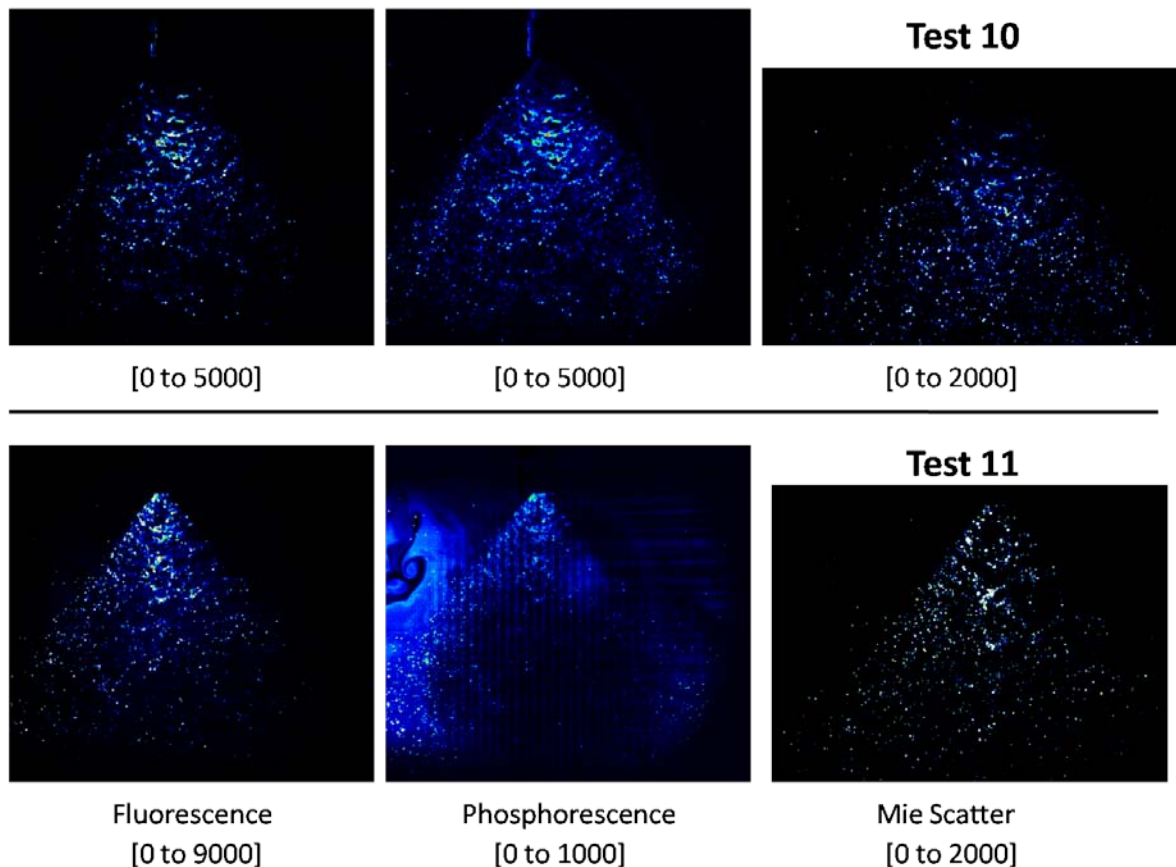 Test 10
[0 to 5000]
[0 to 5000]
[0 to 2000]
Test 11
Fluorescence
Phosphorescence
Mie Scatter
[0 to 9000]
[0 to 1000]
[0 to 2000]